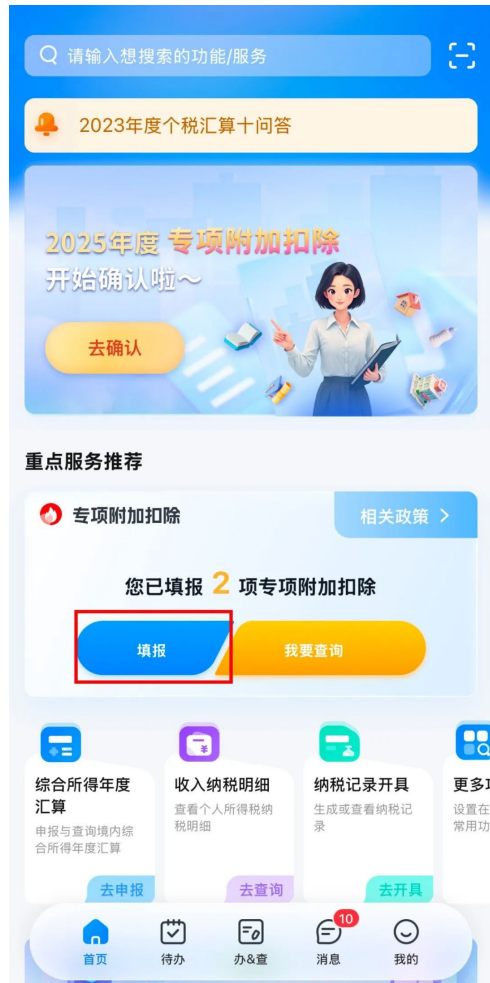 请输入想搜索的功能/服务
2023年度个税汇算十问答
2025年度 专项附加扣除
开始确认啦～
去确认
重点服务推荐
专项附加扣除
相关政策
您已填报 2 项专项附加扣除
填报
我要查询
综合所得年度
汇算
申报与查询境内综
合所得年度汇算
去申报
收入纳税明细
查看个人所得税纳
税明细
去查询
纳税记录开具
生成或查看纳税记
录
去开具
更多
设置在
常用功
首页
待办
办&查
10
消息
我的